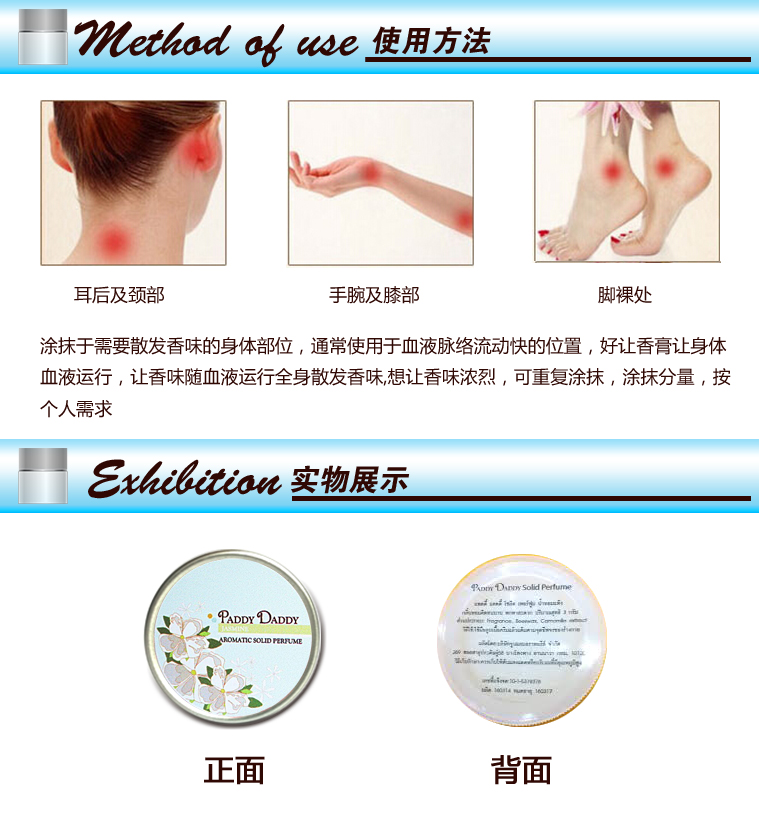 Method of use 使用方法
耳后及颈部
手腕及膝部
脚裸处
涂抹于需要散发香味的身体部位，通常使用于血液脉络流动快的位置，好让香膏让身体
血液运行，让香味随血液运行全身散发香味,想让香味浓烈，可重复涂抹，涂抹分量，按
个人需求
Exhibition 实物展示
PADDY DADDY
AROMATIC SOLID PERFUME
PADDY DADDY Solid Perfume
Fragrance, Beeswax, Camomile extract
正面
背面